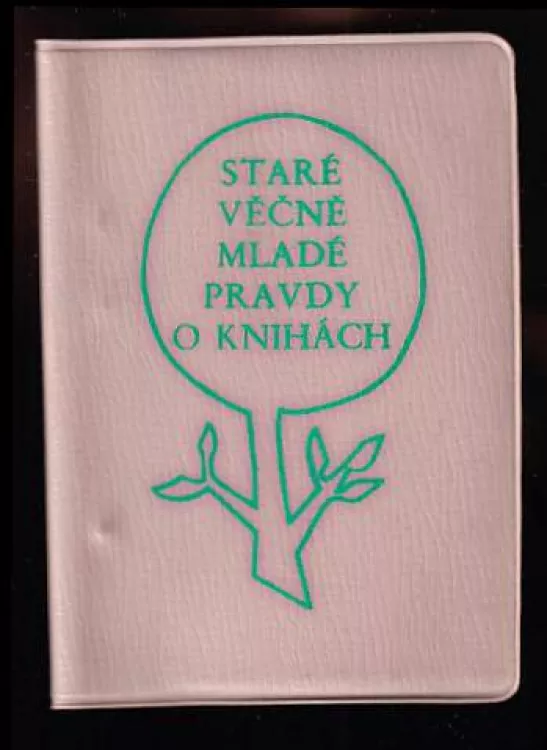 STARÉ
VĚČNĚ
MLADÉ
PRAVDY
O KNIHÁCH